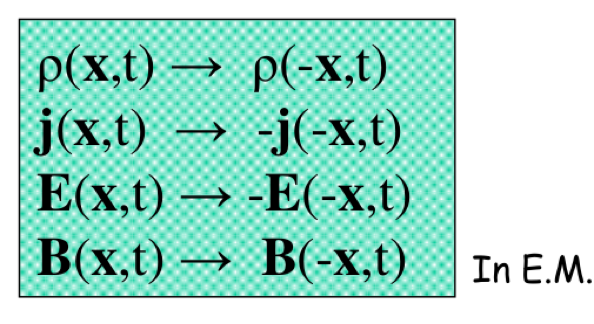 ρ(x,t) → ρ(-x,t)
j(x,t) → -j(-x,t)
E(x,t) → -E(-x,t)
B(x,t) → B(-x,t)
In E.M.